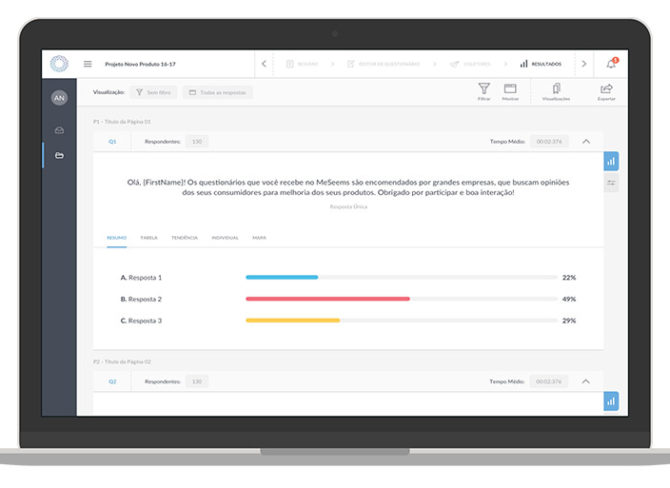 Projeto Novo Produto 16-17
RESUMO
EDITOR DE QUESTIONÁRIO
COLETORES
RESULTADOS
AN
Visualização:
Sem filtro
Todas as respostas
Filtrar
Mostrar
Visualizações
Exportar
P1 - Título da Página 01
Q1
Respondentes:
130
Tempo Médio:
00:02:376
Olá, [FirstName]! Os questionários que você recebe no MeSeems são encomendados por grandes empresas, que buscam opiniões
dos seus consumidores para melhoria dos seus produtos. Obrigado por participar e boa interação!
Resposta Única
RESUMO
TABELA
TENDÊNCIA
INDIVIDUAL
MAPA
A. Resposta 1
22%
B. Resposta 2
49%
C. Resposta 3
29%
P2 - Título da Página 02
Q2
Respondentes:
130
Tempo Médio:
00:02:376